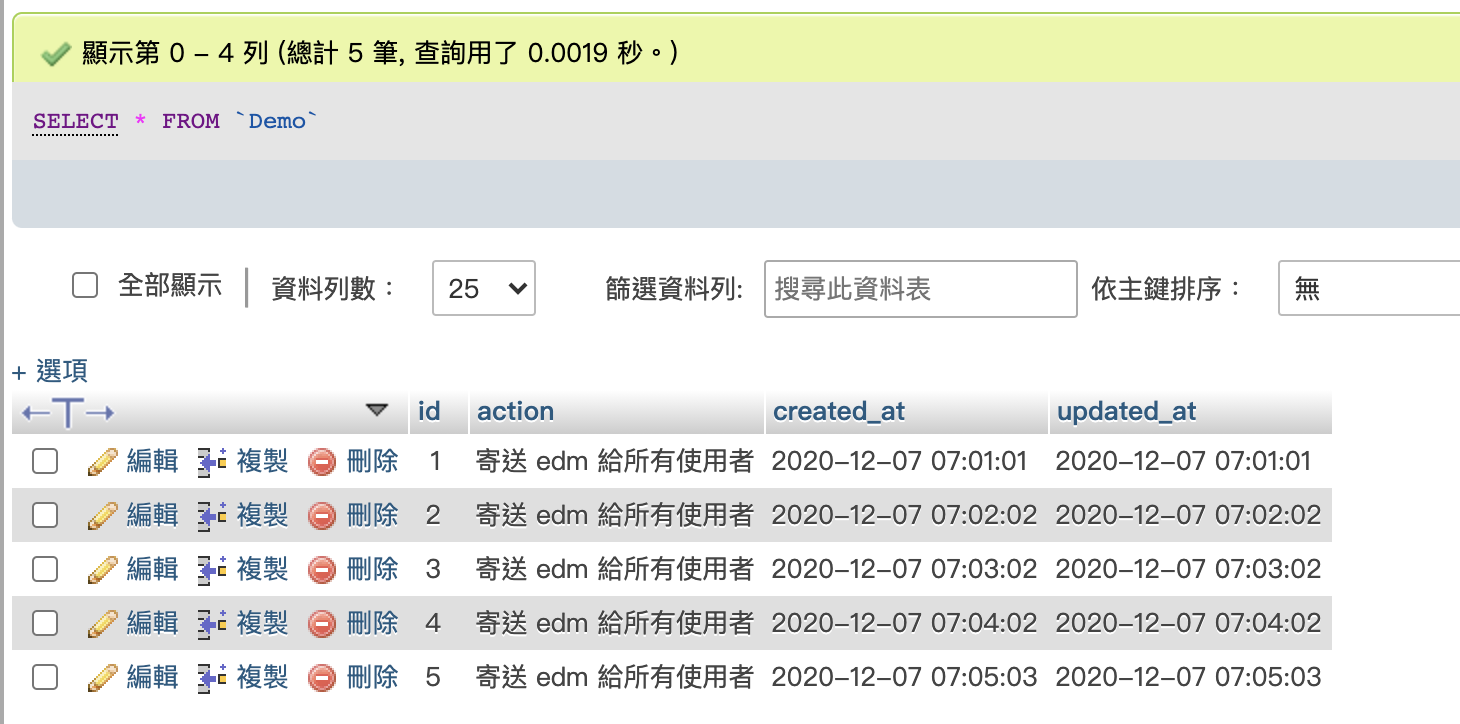 顯示第 0 - 4 列 (總計 5 筆, 查詢用了 0.0019 秒。)
SELECT * FROM `Demo`
全部顯示 | 資料列數： 25 篩選資料列: 搜尋此資料表 依主鍵排序： 無
+ 選項
←T→ id action created_at updated_at
編輯 複製 刪除 1 寄送 edm 給所有使用者 2020-12-07 07:01:01 2020-12-07 07:01:01
編輯 複製 刪除 2 寄送 edm 給所有使用者 2020-12-07 07:02:02 2020-12-07 07:02:02
編輯 複製 刪除 3 寄送 edm 給所有使用者 2020-12-07 07:03:02 2020-12-07 07:03:02
編輯 複製 刪除 4 寄送 edm 給所有使用者 2020-12-07 07:04:02 2020-12-07 07:04:02
編輯 複製 刪除 5 寄送 edm 給所有使用者 2020-12-07 07:05:03 2020-12-07 07:05:03